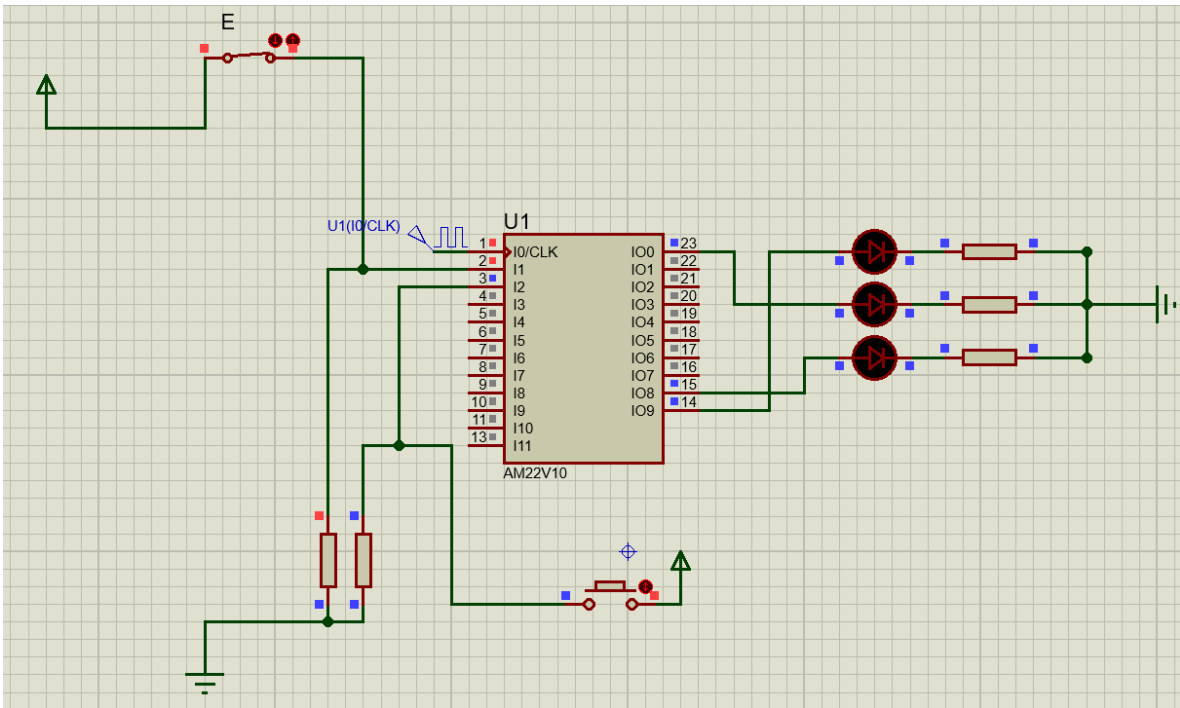 E
U1(I0/CLK)
U1
1 I0/CLK IO0 23
2 I1 IO1 22
3 I2 IO2 21
4 I3 IO3 20
5 I4 IO4 19
6 I5 IO5 18
7 I6 IO6 17
8 I7 IO7 16
9 I8 IO8 15
10 I9 IO9 14
11 I10
13 I11
AM22V10